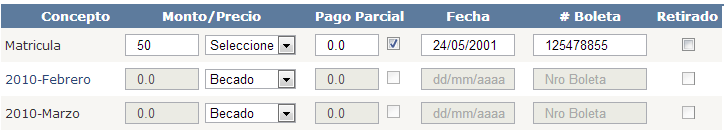 Concepto Monto/Precio Pago Parcial Fecha # Boleta Retirado
Matricula 50 Seleccione 0.0 24/05/2001 125478855
2010-Febrero 0.0 Becado 0.0 dd/mm/aaaa Nro Boleta
2010-Marzo 0.0 Becado 0.0 dd/mm/aaaa Nro Boleta